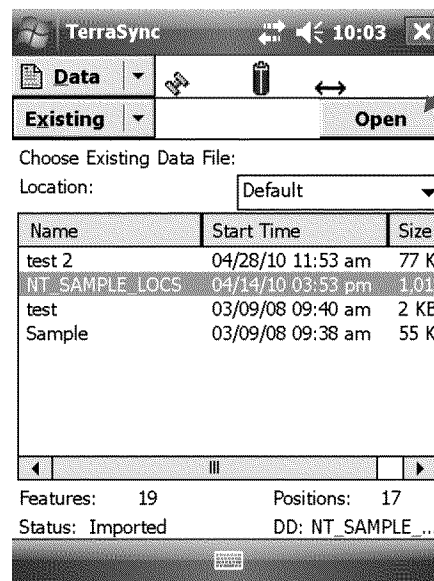 TerraSync 10:03
Data
Existing Open
Choose Existing Data File:
Location: Default
Name Start Time Size
test 2 04/28/10 11:53 am 77 K
NT_SAMPLE_LOCS 04/14/10 03:53 pm 1,01
test 03/09/08 09:40 am 2 KB
Sample 03/09/08 09:38 am 55 K
Features: 19 Positions: 17
Status: Imported DD: NT_SAMPLE_...